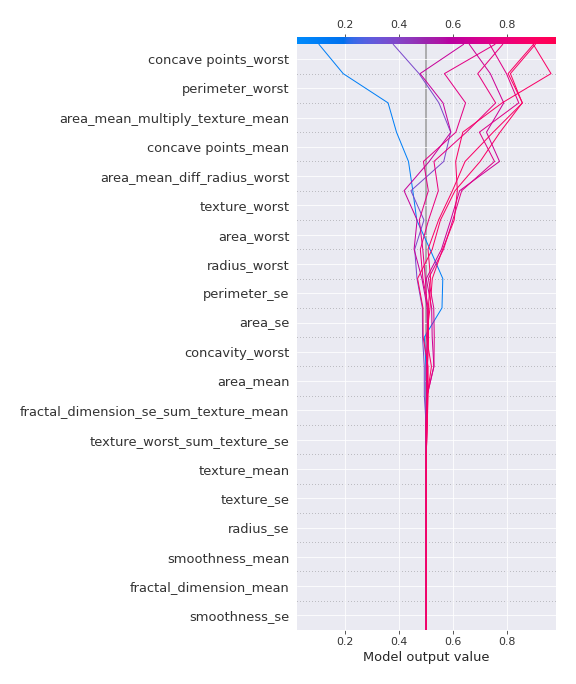 0.2 0.4 0.6 0.8
concave points_worst
perimeter_worst
area_mean_multiply_texture_mean
concave points_mean
area_mean_diff_radius_worst
texture_worst
area_worst
radius_worst
perimeter_se
area_se
concavity_worst
area_mean
fractal_dimension_se_sum_texture_mean
texture_worst_sum_texture_se
texture_mean
texture_se
radius_se
smoothness_mean
fractal_dimension_mean
smoothness_se
0.2 0.4 0.6 0.8
Model output value